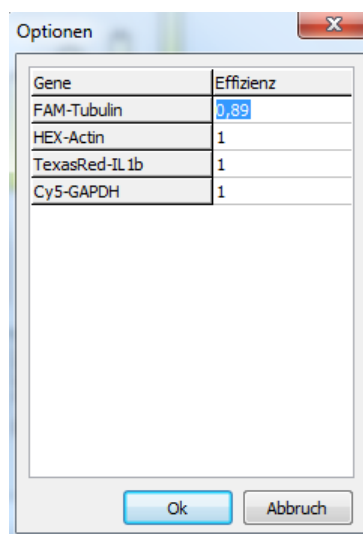 Optionen
Gene Effizienz
FAM-Tubulin 0,89
HEX-Actin 1
TexasRed-IL1b 1
Cy5-GAPDH 1
Ok Abbruch